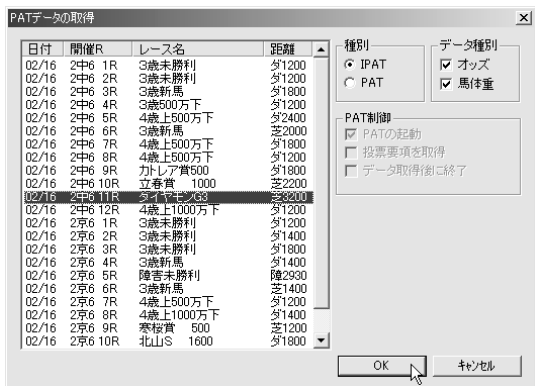 PATデータの取得
日付 開催R レース名 距離
02/16 2中6 1R 3歳未勝利 ダ1200
02/16 2中6 2R 3歳未勝利 ダ1200
02/16 2中6 3R 3歳新馬 ダ1800
02/16 2中6 4R 3歳500万下 ダ1200
02/16 2中6 5R 4歳上500万下 ダ2400
02/16 2中6 6R 3歳新馬 芝2000
02/16 2中6 7R 4歳上500万下 ダ1800
02/16 2中6 8R 4歳上500万下 ダ1200
02/16 2中6 9R カトレア賞500 ダ1800
02/16 2中6 10R 立春賞 1000 芝2200
02/16 2中6 11R ダイヤモンG3 芝3200
02/16 2中6 12R 4歳上1000万下 ダ1200
02/16 2京6 1R 3歳未勝利 ダ1200
02/16 2京6 2R 3歳未勝利 ダ1400
02/16 2京6 3R 3歳未勝利 ダ1800
02/16 2京6 4R 3歳新馬 ダ1400
02/16 2京6 5R 障害未勝利 障2930
02/16 2京6 6R 3歳新馬 芝1400
02/16 2京6 7R 4歳上500万下 ダ1200
02/16 2京6 8R 4歳上1000万下 ダ1400
02/16 2京6 9R 寒桜賞 500 芝1200
02/16 2京6 10R 北山S 1600 ダ1800
種別
IPAT
PAT
データ種別
オッズ
馬体重
PAT制御
PATの起動
投票要項を取得
データ取得後に終了
OK キャンセル